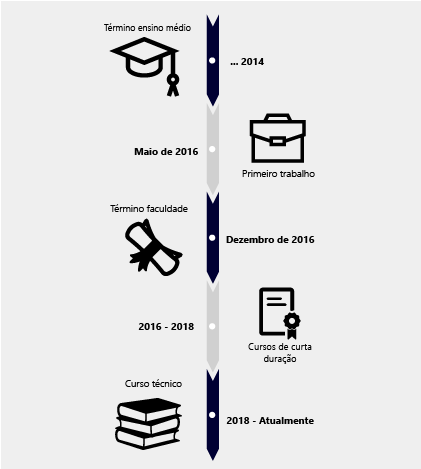 Término ensino médio
... 2014
Maio de 2016
Primeiro trabalho
Término faculdade
Dezembro de 2016
2016 - 2018
Cursos de curta
duração
Curso técnico
2018 - Atualmente